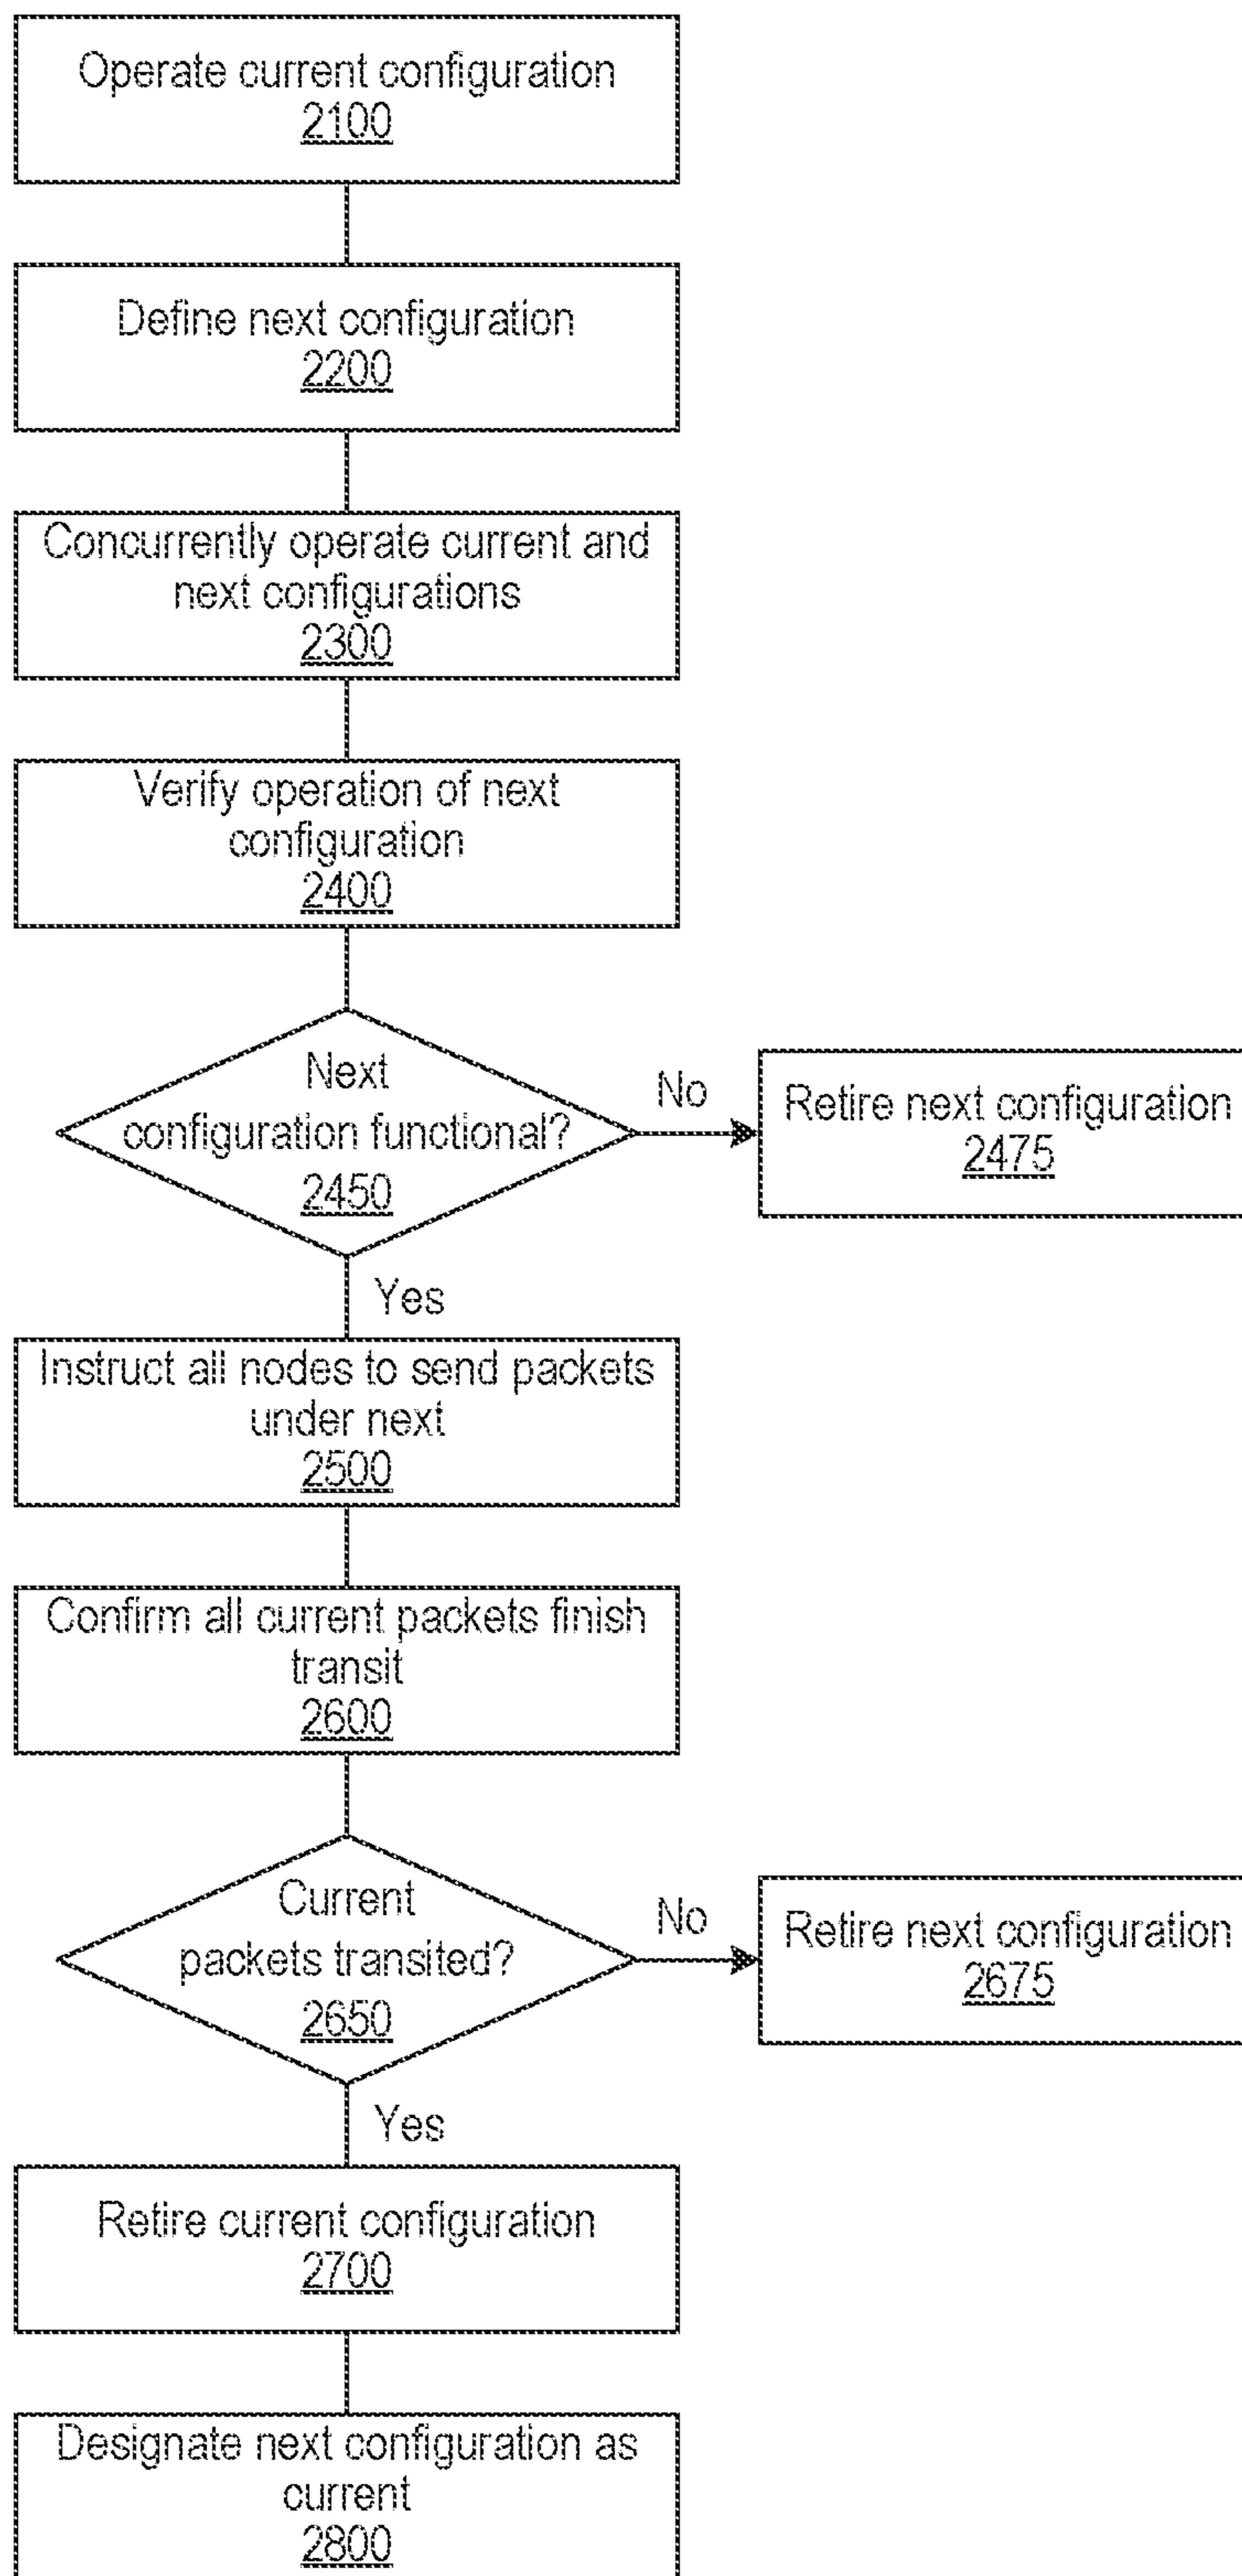 Operate current configuration
2100
Define next configuration
2200
Concurrently operate current and
next configurations
2300
Verify operation of next
configuration
2400
Next
configuration functional?
2450
No
Retire next configuration
2475
Yes
Instruct all nodes to send packets
under next
2500
Confirm all current packets finish
transit
2600
Current
packets transited?
2650
No
Retire next configuration
2675
Yes
Retire current configuration
2700
Designate next configuration as
current
2800